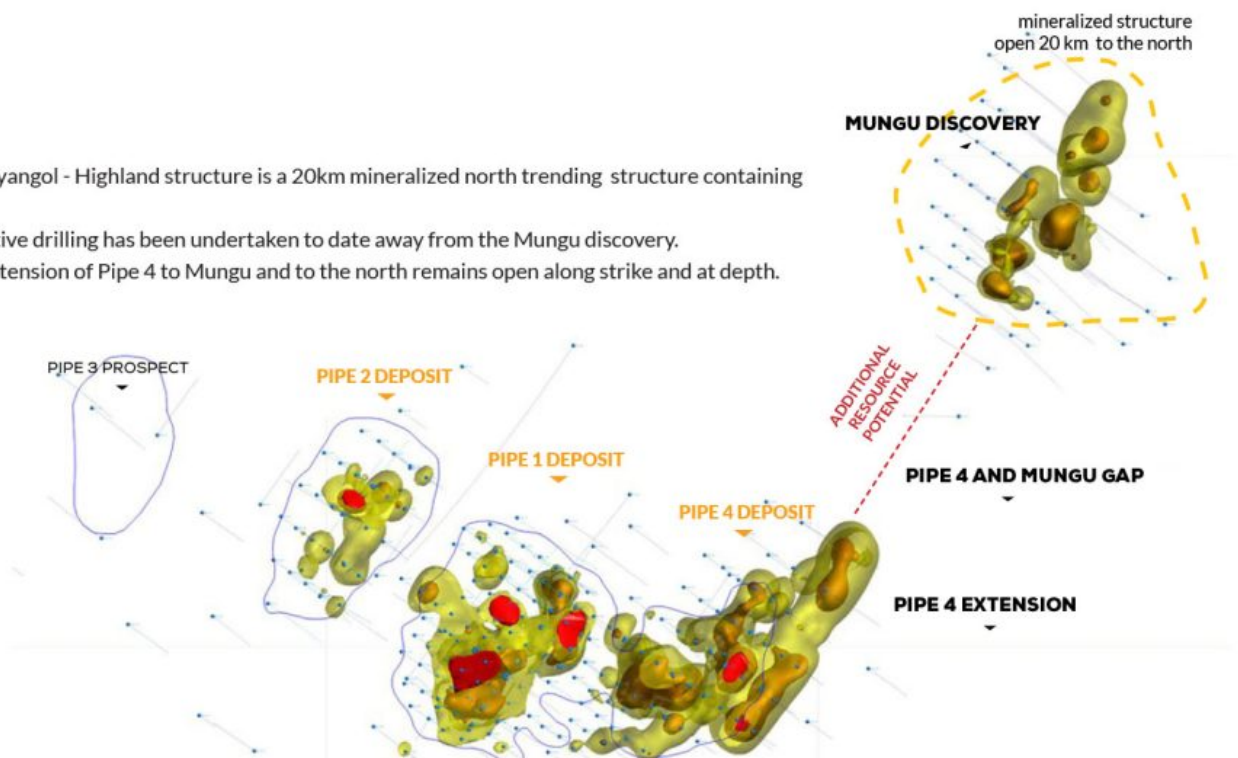 mineralized structure
open 20 km to the north
MUNGU DISCOVERY
yangol - Highland structure is a 20km mineralized north trending structure containing
tive drilling has been undertaken to date away from the Mungu discovery.
tension of Pipe 4 to Mungu and to the north remains open along strike and at depth.
PIPE 3 PROSPECT
PIPE 2 DEPOSIT
ADDITIONAL
RESOURCE
POTENTIAL
PIPE 1 DEPOSIT
PIPE 4 AND MUNGU GAP
PIPE 4 DEPOSIT
PIPE 4 EXTENSION